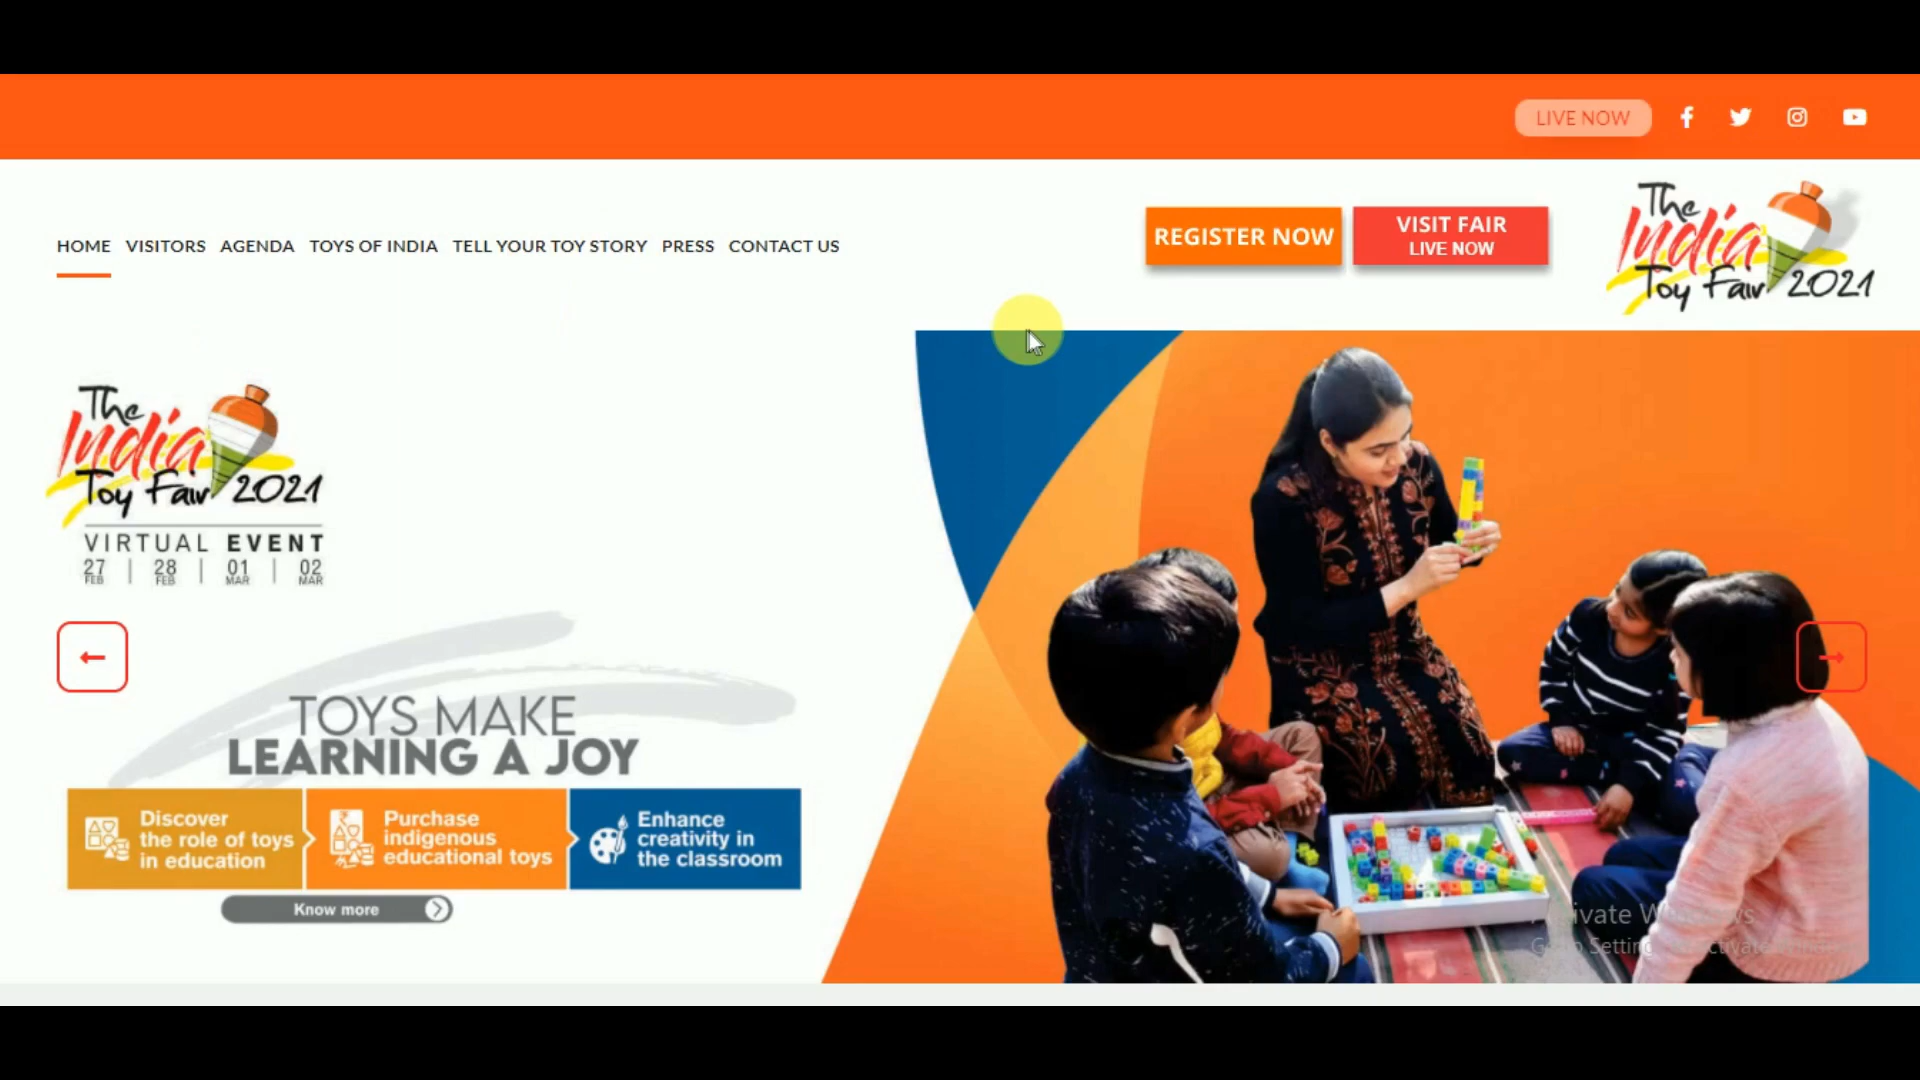 LIVE NOW
HOME VISITORS AGENDA TOYS OF INDIA TELL YOUR TOY STORY PRESS CONTACT US
REGISTER NOW
VISIT FAIR
LIVE NOW
The
India
Toy Fair 2021
The
India
Toy Fair 2021
VIRTUAL EVENT
27 FEB | 28 FEB | 01 MAR | 02 MAR
TOYS MAKE
LEARNING A JOY
Discover
the role of toys
in education
Purchase
indigenous
educational toys
Enhance
creativity in
the classroom
Know more